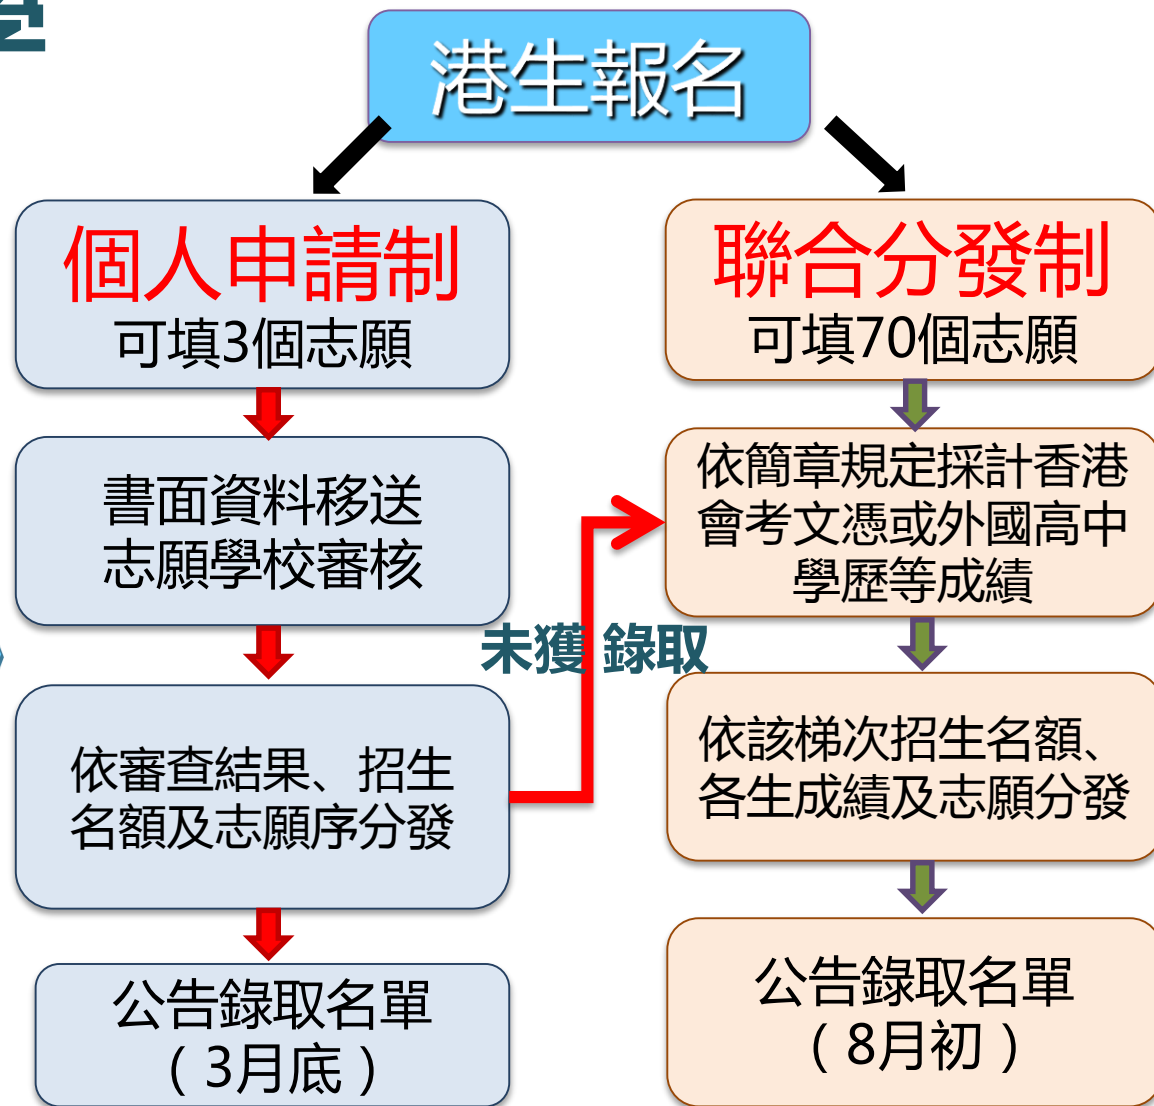 學
港生報名
個人申請制
可填3個志願
書面資料移送
志願學校審核
依審查結果、招生
名額及志願序分發
公告錄取名單
（3月底）
未獲 錄取
聯合分發制
可填70個志願
依簡章規定採計香港
會考文憑或外國高中
學歷等成績
依該梯次招生名額、
各生成績及志願分發
公告錄取名單
（8月初）